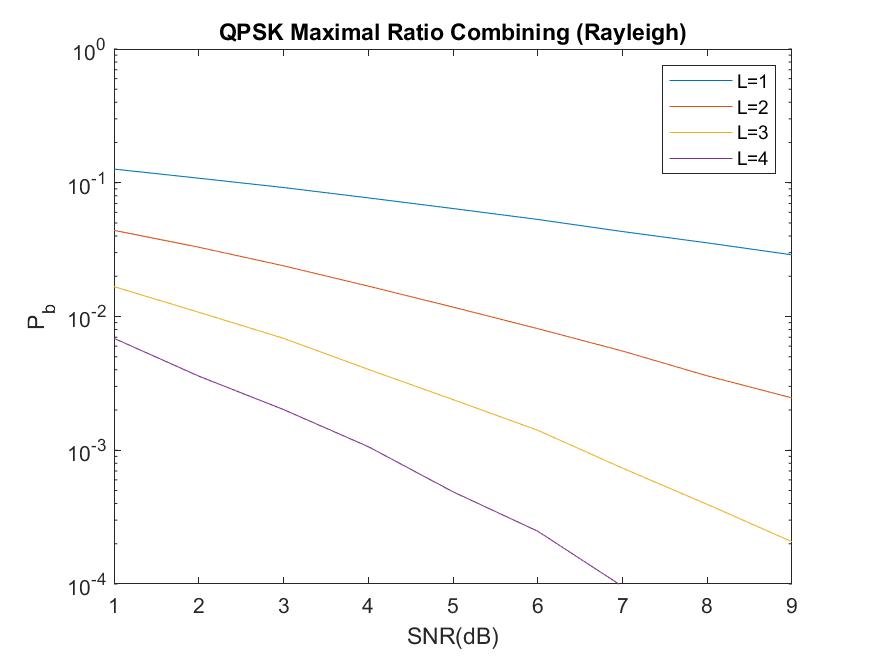 QPSK Maximal Ratio Combining (Rayleigh)
10^0
10^-1
10^-2
10^-3
10^-4
P_b
L=1
L=2
L=3
L=4
1 2 3 4 5 6 7 8 9
SNR(dB)